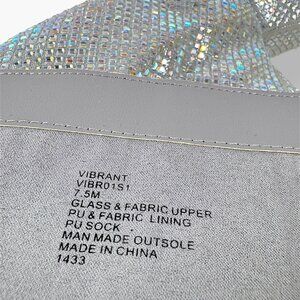 VIBRANT
VIBR01S1
7.5M
GLASS & FABRIC UPPER
PU & FABRIC LINING
PU SOCK
MAN MADE OUTSOLE
MADE IN CHINA
1433